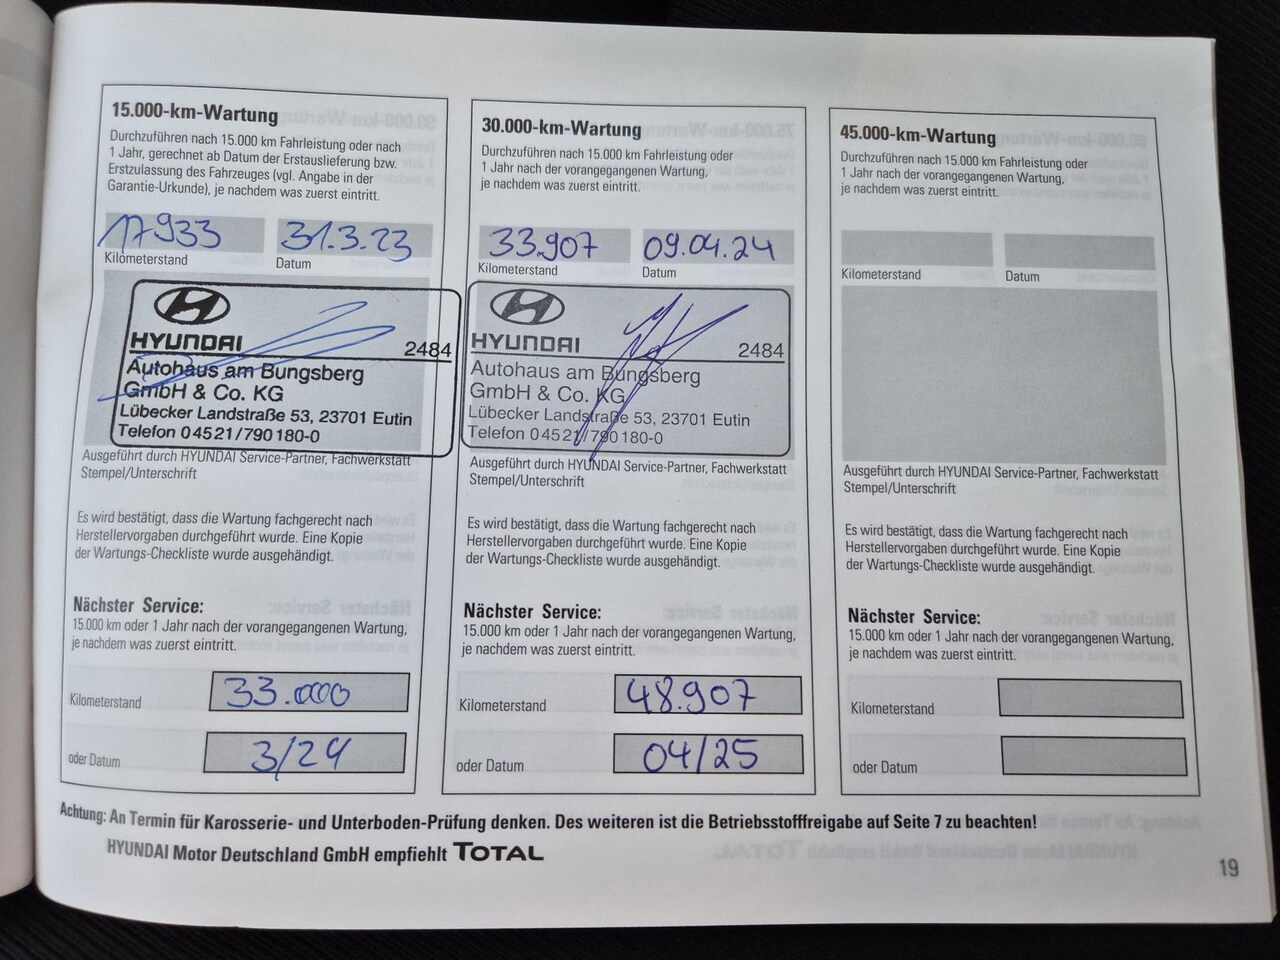 15.000-km-Wartung
Durchzuführen nach 15.000 km Fahrleistung oder nach
1 Jahr, gerechnet ab Datum der Erstauslieferung bzw.
Erstzulassung des Fahrzeuges (vgl. Angabe in der
Garantie-Urkunde), je nachdem was zuerst eintritt.
17933 31.3.23
Kilometerstand Datum
HYUNDAI 2484
Autohaus am Bungsberg
GmbH & Co. KG
Lübecker Landstraße 53, 23701 Eutin
Telefon 04521/790180-0
Ausgeführt durch HYUNDAI Service-Partner, Fachwerkstatt
Stempel/Unterschrift
Es wird bestätigt, dass die Wartung fachgerecht nach
Herstellervorgaben durchgeführt wurde. Eine Kopie
der Wartungs-Checkliste wurde ausgehändigt.
Nächster Service:
15.000 km oder 1 Jahr nach der vorangegangenen Wartung,
je nachdem was zuerst eintritt.
Kilometerstand 33.000
oder Datum 3/24
30.000-km-Wartung
Durchzuführen nach 15.000 km Fahrleistung oder
1 Jahr nach der vorangegangenen Wartung,
je nachdem was zuerst eintritt.
33.907 09.04.24
Kilometerstand Datum
HYUNDAI 2484
Autohaus am Bungsberg
GmbH & Co. KG
Lübecker Landstraße 53, 23701 Eutin
Telefon 04521/790180-0
Ausgeführt durch HYUNDAI Service-Partner, Fachwerkstatt
Stempel/Unterschrift
Es wird bestätigt, dass die Wartung fachgerecht nach
Herstellervorgaben durchgeführt wurde. Eine Kopie
der Wartungs-Checkliste wurde ausgehändigt.
Nächster Service:
15.000 km oder 1 Jahr nach der vorangegangenen Wartung,
je nachdem was zuerst eintritt.
Kilometerstand 48.907
oder Datum 04/25
45.000-km-Wartung
Durchzuführen nach 15.000 km Fahrleistung oder
1 Jahr nach der vorangegangenen Wartung,
je nachdem was zuerst eintritt.
Kilometerstand Datum
Ausgeführt durch HYUNDAI Service-Partner, Fachwerkstatt
Stempel/Unterschrift
Es wird bestätigt, dass die Wartung fachgerecht nach
Herstellervorgaben durchgeführt wurde. Eine Kopie
der Wartungs-Checkliste wurde ausgehändigt.
Nächster Service:
15.000 km oder 1 Jahr nach der vorangegangenen Wartung,
je nachdem was zuerst eintritt.
Kilometerstand
oder Datum
Achtung: An Termin für Karosserie- und Unterboden-Prüfung denken. Des weiteren ist die Betriebsstofffreigabe auf Seite 7 zu beachten!
HYUNDAI Motor Deutschland GmbH empfiehlt TOTAL
19